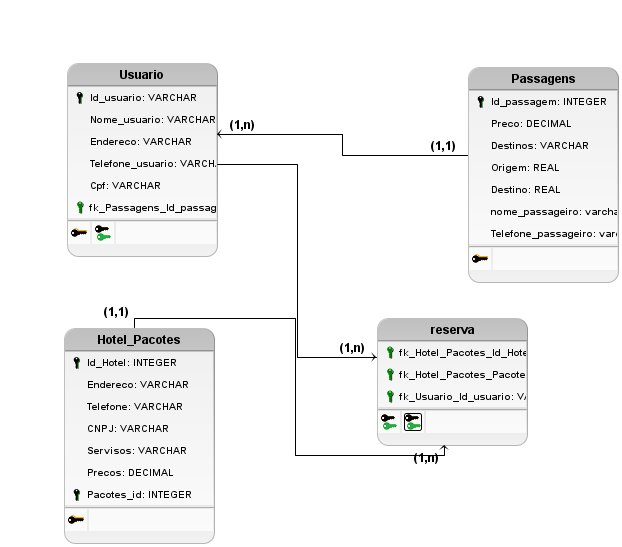 Usuario
Id_usuario: VARCHAR
Nome_usuario: VARCHAR
Endereco: VARCHAR
Telefone_usuario: VARCH
Cpf: VARCHAR
fk_Passagens_Id_passag
(1,n)
(1,1)
Passagens
Id_passagem: INTEGER
Preco: DECIMAL
Destinos: VARCHAR
Origem: REAL
Destino: REAL
nome_passageiro: varcha
Telefone_passageiro: var
(1,1)
Hotel_Pacotes
Id_Hotel: INTEGER
Endereco: VARCHAR
Telefone: VARCHAR
CNPJ: VARCHAR
Servisos: VARCHAR
Precos: DECIMAL
Pacotes_id: INTEGER
(1,n)
reserva
fk_Hotel_Pacotes_Id_Hote
fk_Hotel_Pacotes_Pacote
fk_Usuario_Id_usuario: VA
(1,n)